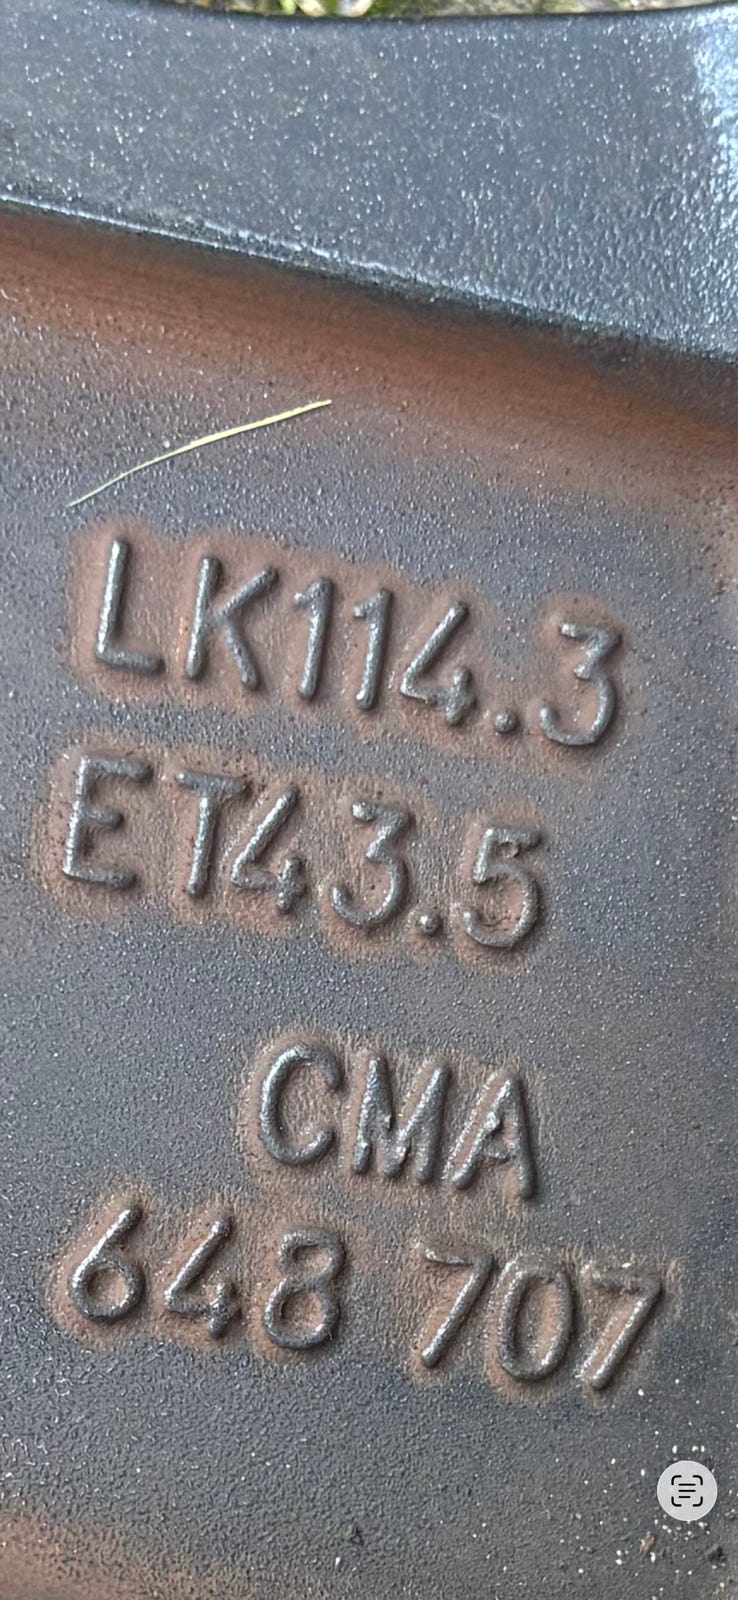 LK114.3
ET43.5
CMA
648 707